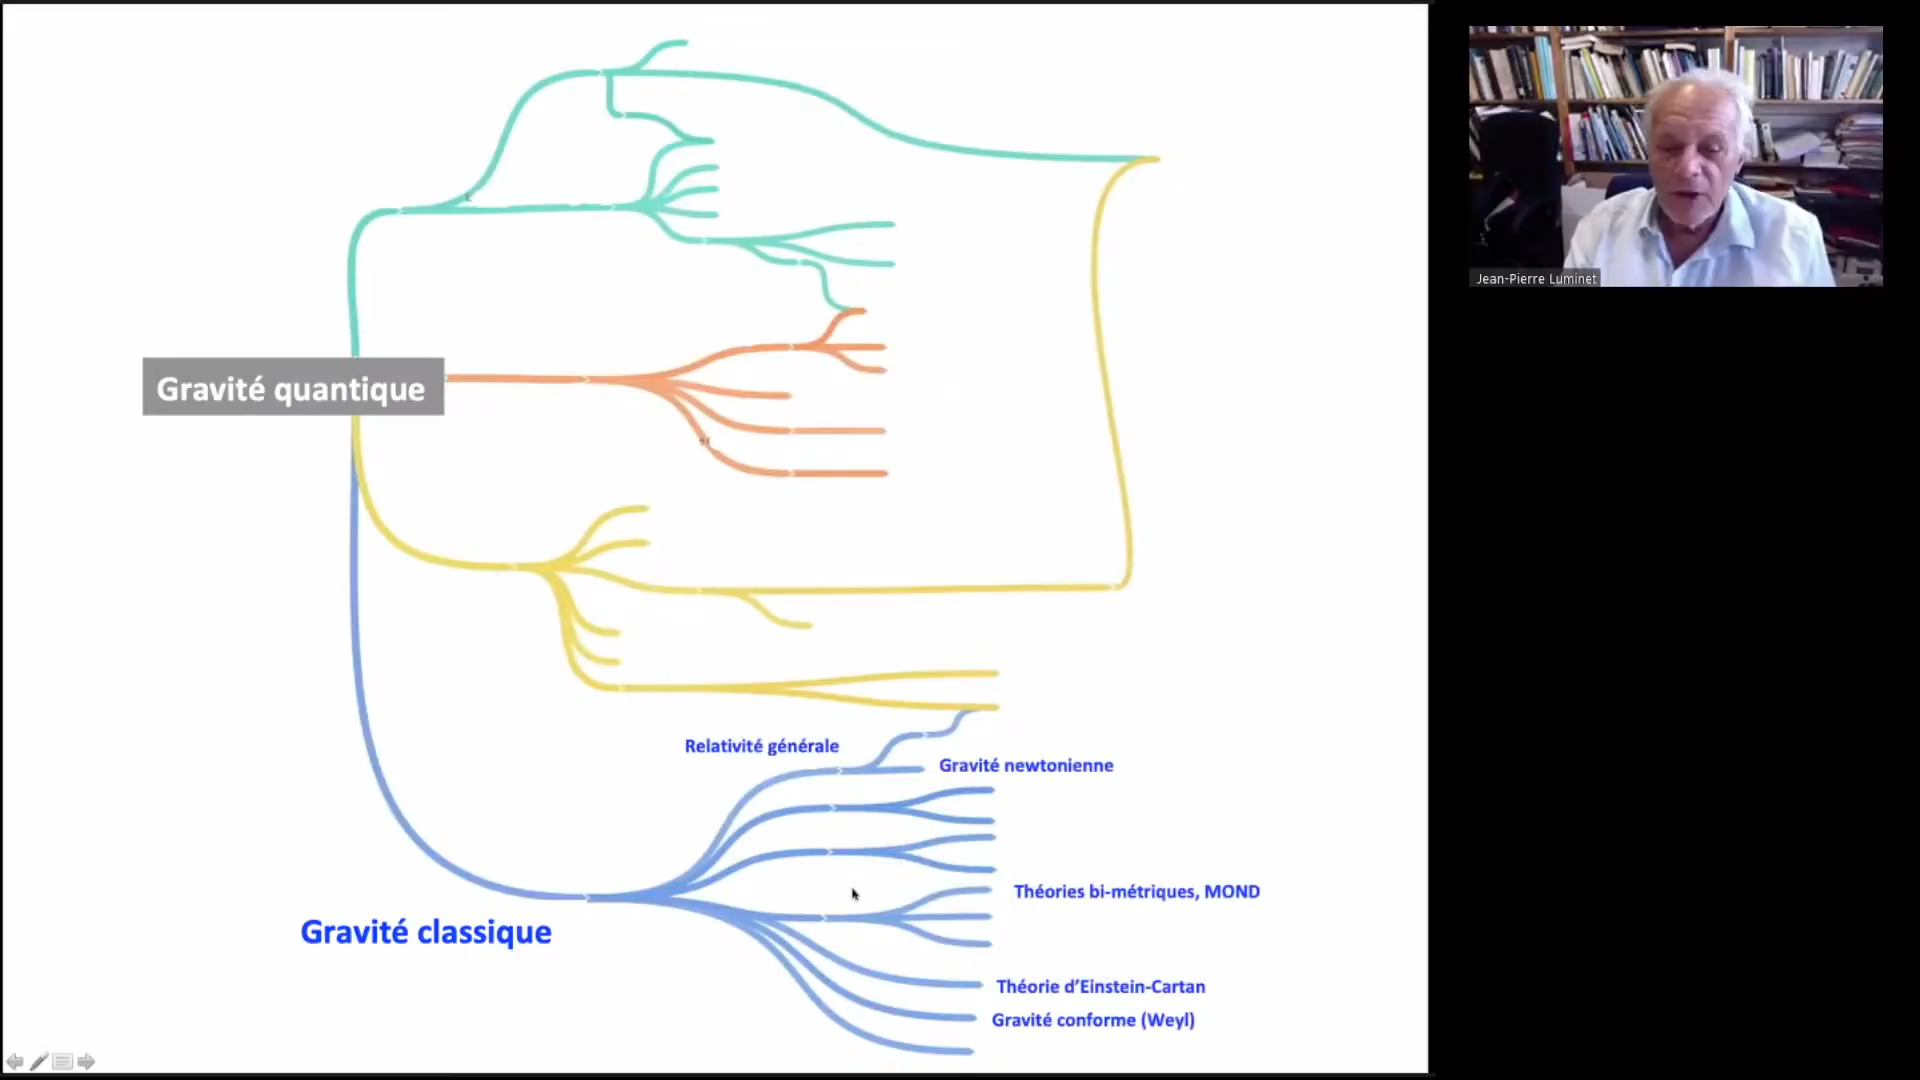 Jean-Pierre Luminet
Gravité quantique
Relativité générale
Gravité newtonienne
Théories bi-métriques, MOND
Gravité classique
Théorie d’Einstein-Cartan
Gravité conforme (Weyl)